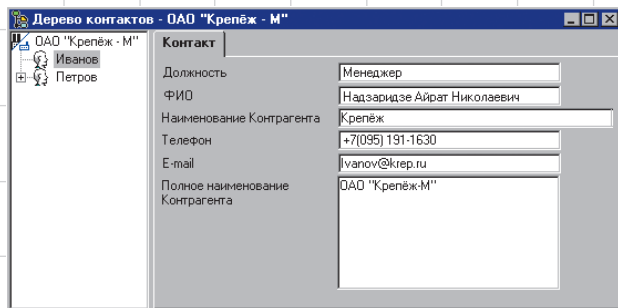 Дерево контактов - ОАО "Крепёж - М"
ОАО "Крепёж - М"
Иванов
Петров
Контакт
Должность
Менеджер
ФИО
Надзаридзе Айрат Николаевич
Наименование Контрагента
Крепёж
Телефон
+7(095) 191-1630
E-mail
Ivanov@krep.ru
Полное наименование
Контрагента
ОАО "Крепёж-М"